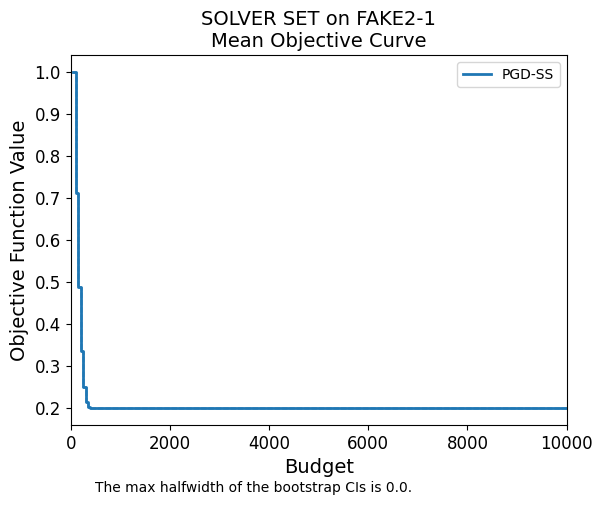 SOLVER SET on FAKE2-1
Mean Objective Curve
PGD-SS
Objective Function Value
1.0
0.9
0.8
0.7
0.6
0.5
0.4
0.3
0.2
0 2000 4000 6000 8000 10000
Budget
The max halfwidth of the bootstrap CIs is 0.0.